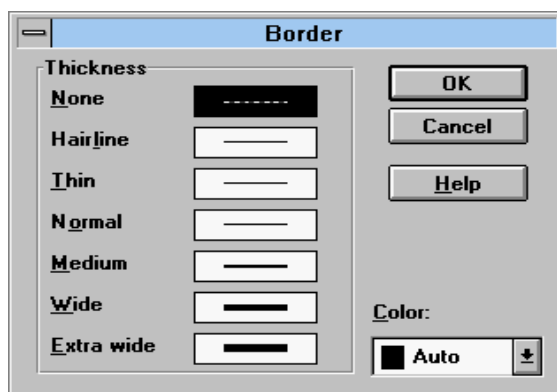 Border
Thickness
None
Hairline
Thin
Normal
Medium
Wide
Extra wide
OK
Cancel
Help
Color:
Auto